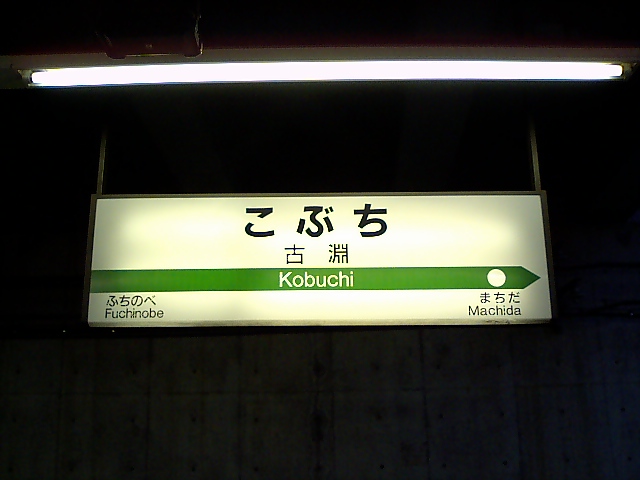 こぶち
古淵
Kobuchi
ふちのべ まちだ
Fuchinobe Machida